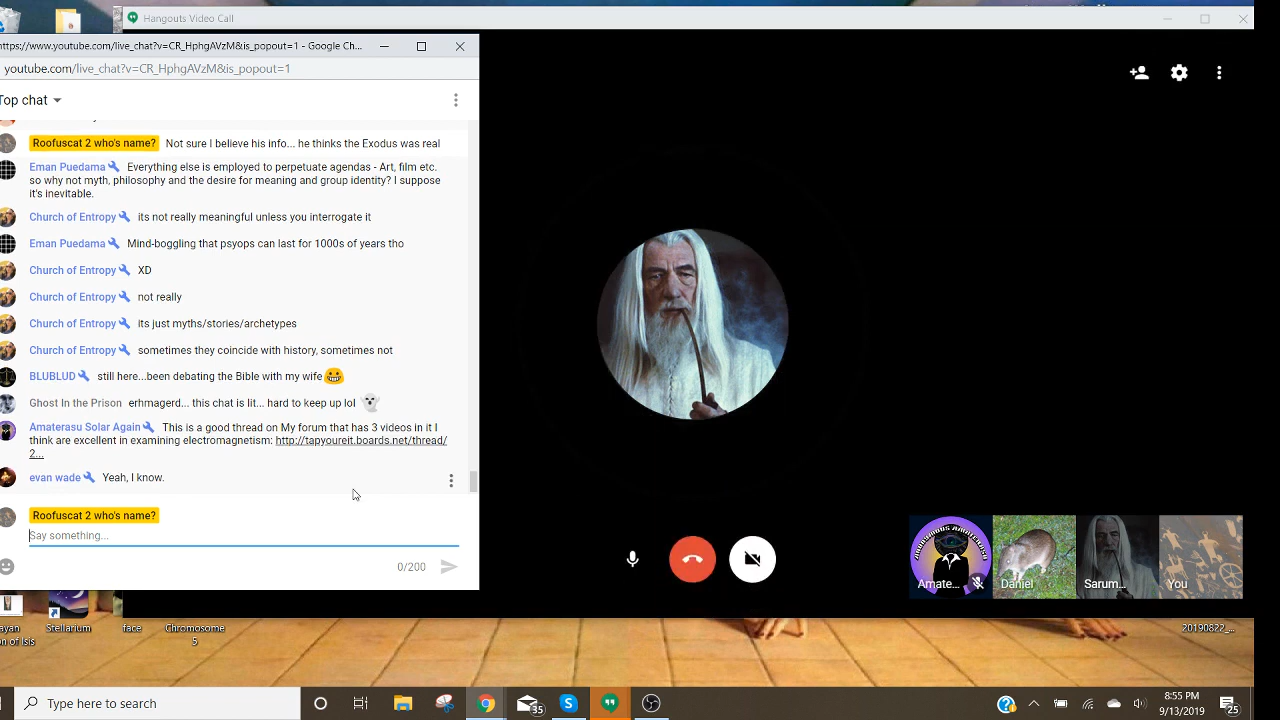 Hangouts Video Call
https://www.youtube.com/live_chat?v=CR_HphgAVzM&is_popout=1 - Google Ch...
youtube.com/live_chat?v=CR_HphgAVzM&is_popout=1
Top chat
Roofuscat 2 who's name? Not sure I believe his info... he thinks the Exodus was real
Eman Puedama Everything else is employed to perpetuate agendas - Art, film etc.
so why not myth, philosophy and the desire for meaning and group identity? I suppose
it's inevitable.
Church of Entropy its not really meaningful unless you interrogate it
Eman Puedama Mind-boggling that psyops can last for 1000s of years tho
Church of Entropy XD
Church of Entropy not really
Church of Entropy its just myths/stories/archetypes
Church of Entropy sometimes they coincide with history, sometimes not
BLUBLUD still here...been debating the Bible with my wife
Ghost In the Prison erhmagerd... this chat is lit... hard to keep up lol
Amaterasu Solar Again This is a good thread on My forum that has 3 videos in it I
think are excellent in examining electromagnetism: http://tapyoureit.boards.net/thread/
2...
evan wade Yeah, I know.
Roofuscat 2 who's name?
Say something...
0/200
Amate...
Daniel
Sarum...
You
ayan
on of Isis
Stellarium
face
Chromosome
5
20190822_...
Type here to search
35
8:55 PM
9/13/2019
25